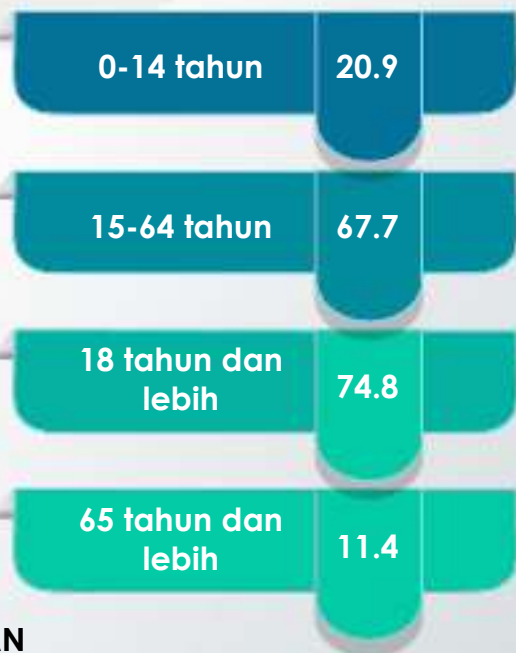 0-14 tahun 20.9
15-64 tahun 67.7
18 tahun dan
lebih 74.8
65 tahun dan
lebih 11.4